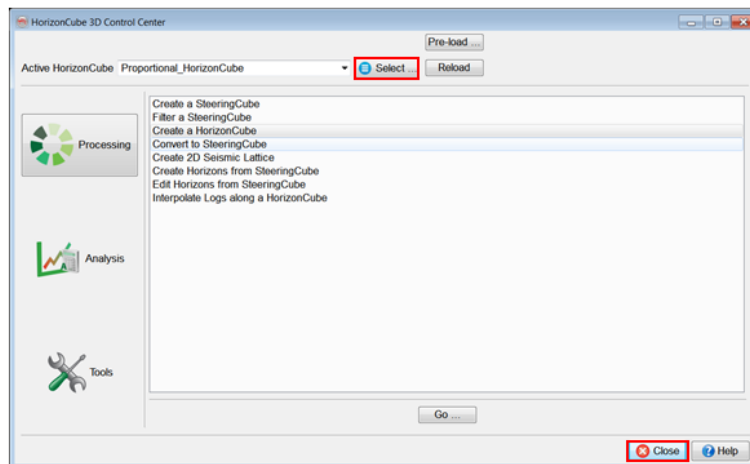 HorizonCube 3D Control Center
Pre-load ...
Active HorizonCube Proportional_HorizonCube Select ... Reload
Create a SteeringCube
Filter a SteeringCube
Create a HorizonCube
Processing
Convert to SteeringCube
Create 2D Seismic Lattice
Create Horizons from SteeringCube
Edit Horizons from SteeringCube
Interpolate Logs along a HorizonCube
Analysis
Tools
Go ...
Close Help